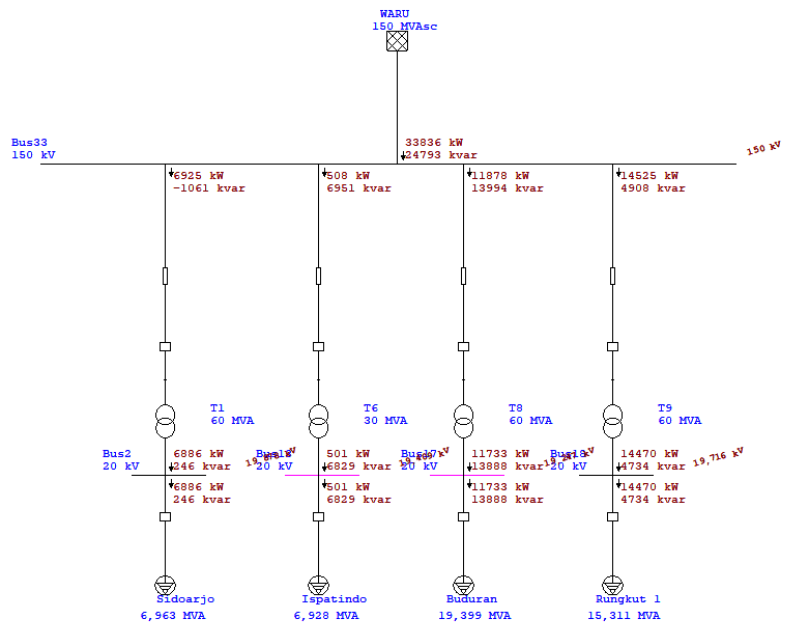 WARU
150 MVAsc
33836 kW
24793 kvar
Bus33
150 kV
150 kV
6925 kW
-1061 kvar
508 kW
6951 kvar
11878 kW
13994 kvar
14525 kW
4908 kvar
T1
60 MVA
T6
30 MVA
T8
60 MVA
T9
60 MVA
Bus2
20 kV
6886 kW
246 kvar
20 kV
501 kW
6829 kvar
Bus17
20 kV
11733 kW
13888 kvar
Bus18
20 kV
14470 kW
4734 kvar
19,716 kV
6886 kW
246 kvar
501 kW
6829 kvar
11733 kW
13888 kvar
14470 kW
4734 kvar
Sidoarjo
6,963 MVA
Ispatindo
6,928 MVA
Buduran
19,399 MVA
Rungkut 1
15,311 MVA